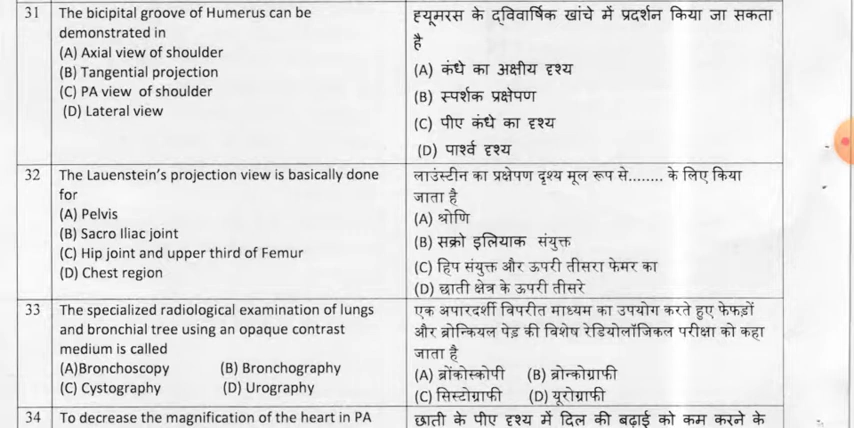 31
The bicipital groove of Humerus can be
demonstrated in
(A) Axial view of shoulder
(B) Tangential projection
(C) PA view of shoulder
(D) Lateral view
ह्यूमरस के द्विवार्षिक खांचे में प्रदर्शन किया जा सकता
है
(A) कंधे का अक्षीय दृश्य
(B) स्पर्शक प्रक्षेपण
(C) पीए कंधे का दृश्य
(D) पार्श्व दृश्य
32
The Lauenstein's projection view is basically done
for
(A) Pelvis
(B) Sacro Iliac joint
(C) Hip joint and upper third of Femur
(D) Chest region
लाउंस्टीन का प्रक्षेपण दृश्य मूल रूप से........ के लिए किया
जाता है
(A) श्रोणि
(B) सक्रो इलियाक संयुक्त
(C) हिप संयुक्त और ऊपरी तीसरा फेमर का
(D) छाती क्षेत्र के ऊपरी तीसरे
33
The specialized radiological examination of lungs
and bronchial tree using an opaque contrast
medium is called
(A)Bronchoscopy (B) Bronchography
(C) Cystography (D) Urography
एक अपारदर्शी विपरीत माध्यम का उपयोग करते हुए फेफड़ों
और ब्रोन्कियल पेड़ की विशेष रेडियोलॉजिकल परीक्षा को कहा
जाता है
(A) ब्रोंकोस्कोपी (B) ब्रोन्कोग्राफी
(C) सिस्टोग्राफी (D) यूरोग्राफी
34
To decrease the magnification of the heart in PA
छाती के पीए दृश्य में दिल की बढ़ाई को कम करने के